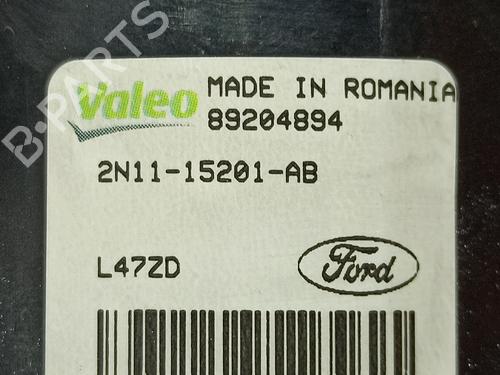 B-PARTS
Valeo MADE IN ROMANIA
89204894
2N11-15201-AB
L47ZD Ford